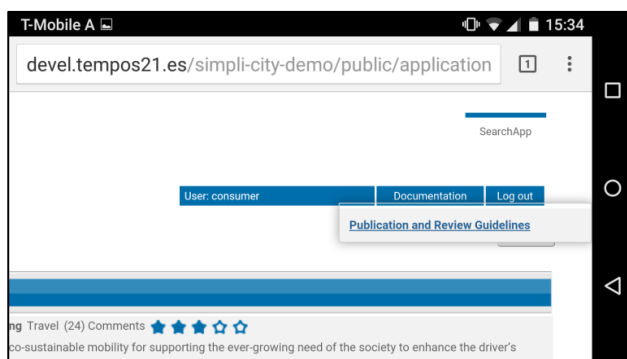 T-Mobile A 15:34
devel.tempos21.es/simpli-city-demo/public/application 1
SearchApp
User: consumer Documentation Log out
Publication and Review Guidelines
ng Travel (24) Comments
co-sustainable mobility for supporting the ever-growing need of the society to enhance the driver's